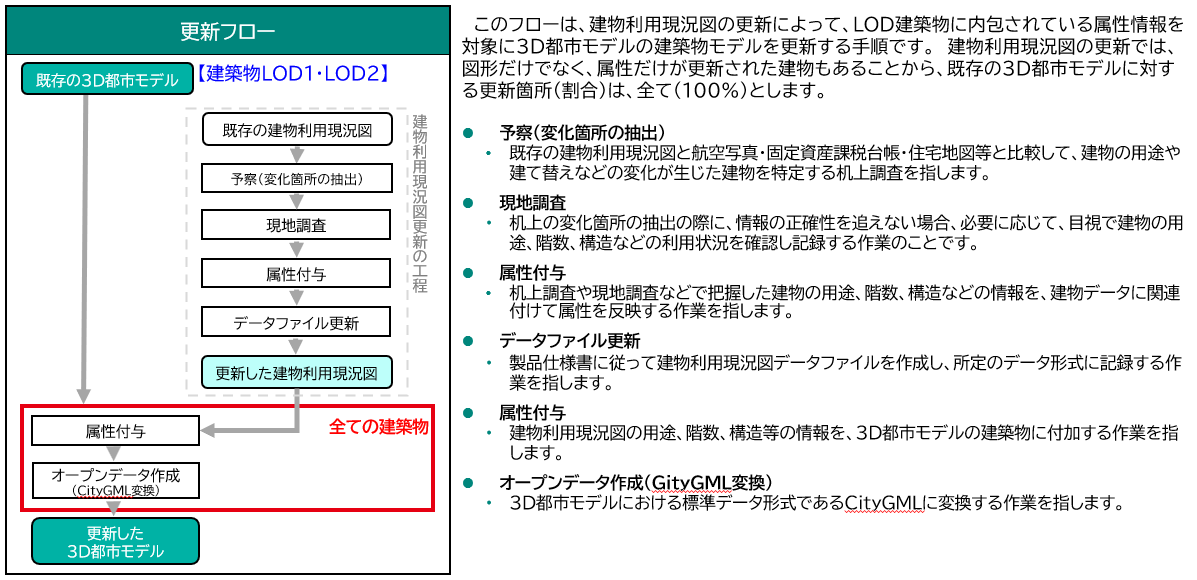 更新フロー
既存の3D都市モデル
【建築物LOD1・LOD2】
既存の建物利用現況図
予察(変化箇所の抽出)
現地調査
属性付与
データファイル更新
更新した建物利用現況図
建物利用現況図更新の工程
全ての建築物
属性付与
オープンデータ作成
(CityGML変換)
更新した
3D都市モデル
このフローは、建物利用現況図の更新によって、LOD建築物に内包されている属性情報を
対象に3D都市モデルの建築物モデルを更新する手順です。 建物利用現況図の更新では、
図形だけでなく、属性だけが更新された建物もあることから、既存の3D都市モデルに対す
る更新箇所(割合)は、全て(100%)とします。
● 予察(変化箇所の抽出)
・ 既存の建物利用現況図と航空写真・固定資産課税台帳・住宅地図等と比較して、建物の用途や
建て替えなどの変化が生じた建物を特定する机上調査を指します。
● 現地調査
・ 机上の変化箇所の抽出の際に、情報の正確性を追えない場合、必要に応じて、目視で建物の用
途、階数、構造などの利用状況を確認し記録する作業のことです。
● 属性付与
・ 机上調査や現地調査などで把握した建物の用途、階数、構造などの情報を、建物データに関連
付けて属性を反映する作業を指します。
● データファイル更新
・ 製品仕様書に従って建物利用現況図データファイルを作成し、所定のデータ形式に記録する作
業を指します。
● 属性付与
・ 建物利用現況図の用途、階数、構造等の情報を、3D都市モデルの建築物に付加する作業を指
します。
● オープンデータ作成(GityGML変換)
・ 3D都市モデルにおける標準データ形式であるCityGMLに変換する作業を指します。